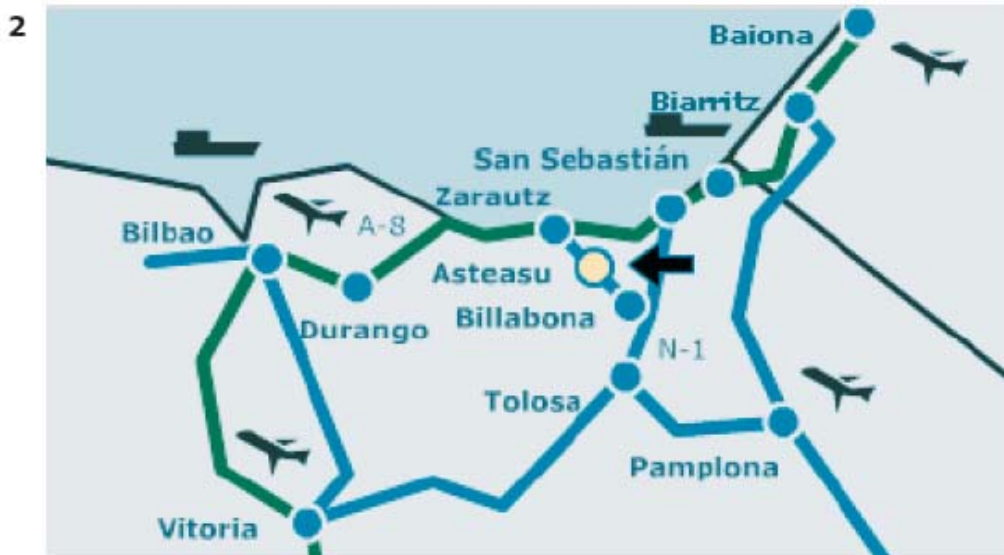 2
Baiona
Biarritz
San Sebastián
Zarautz
Bilbao
A-8
Asteasu
Durango
Billabona
N-1
Tolosa
Pamplona
Vitoria